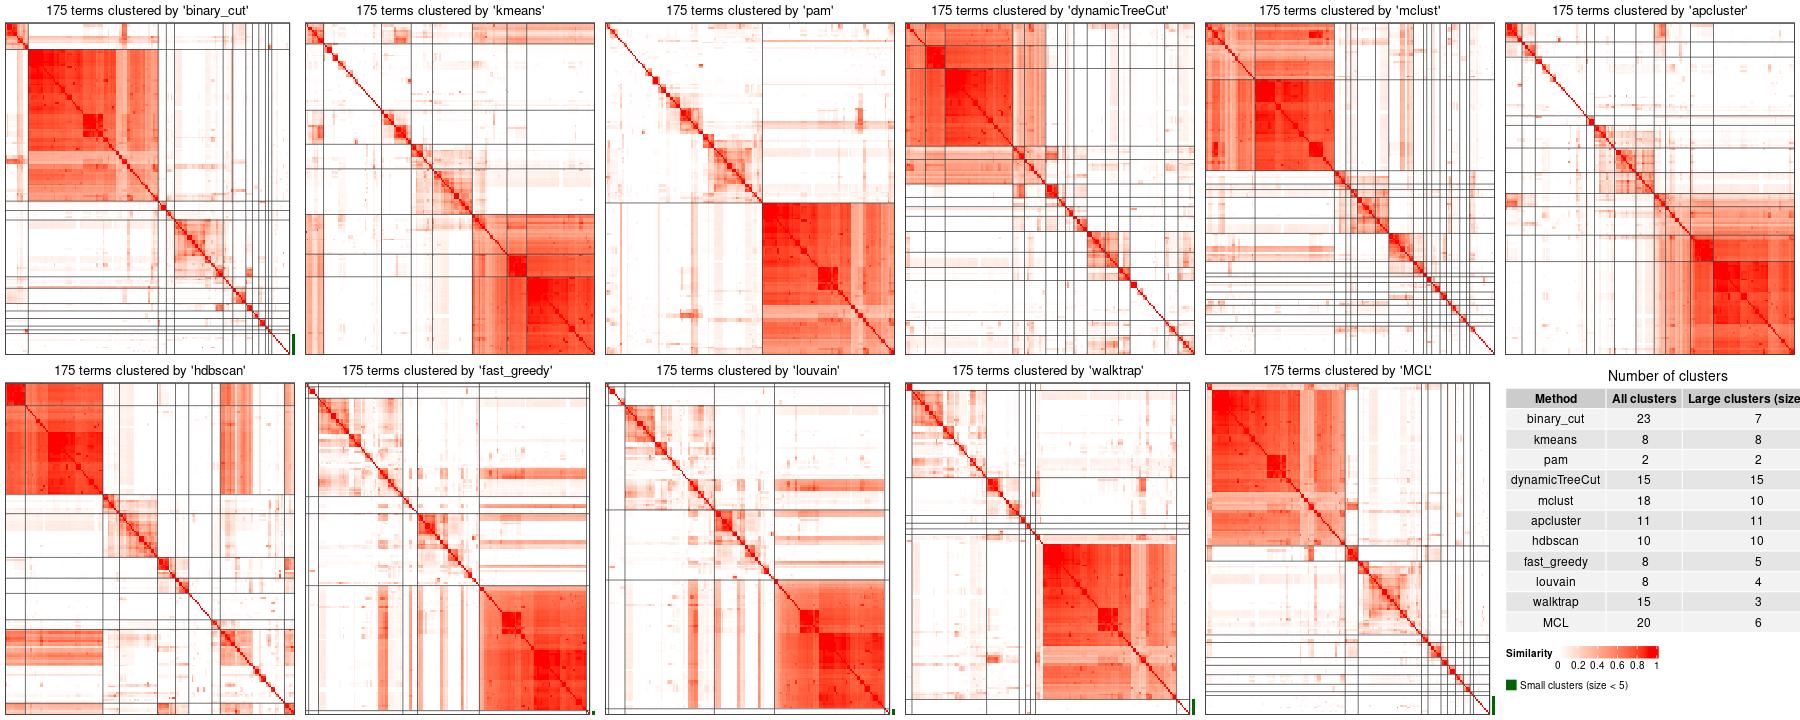 175 terms clustered by 'binary_cut'
175 terms clustered by 'kmeans'
175 terms clustered by 'pam'
175 terms clustered by 'dynamicTreeCut'
175 terms clustered by 'mclust'
175 terms clustered by 'apcluster'
175 terms clustered by 'hdbscan'
175 terms clustered by 'fast_greedy'
175 terms clustered by 'louvain'
175 terms clustered by 'walktrap'
175 terms clustered by 'MCL'
Number of clusters
Method All clusters Large clusters (size
binary_cut 23 7
kmeans 8 8
pam 2 2
dynamicTreeCut 15 15
mclust 18 10
apcluster 11 11
hdbscan 10 10
fast_greedy 8 5
louvain 8 4
walktrap 15 3
MCL 20 6
Similarity
0 0.2 0.4 0.6 0.8 1
Small clusters (size < 5)